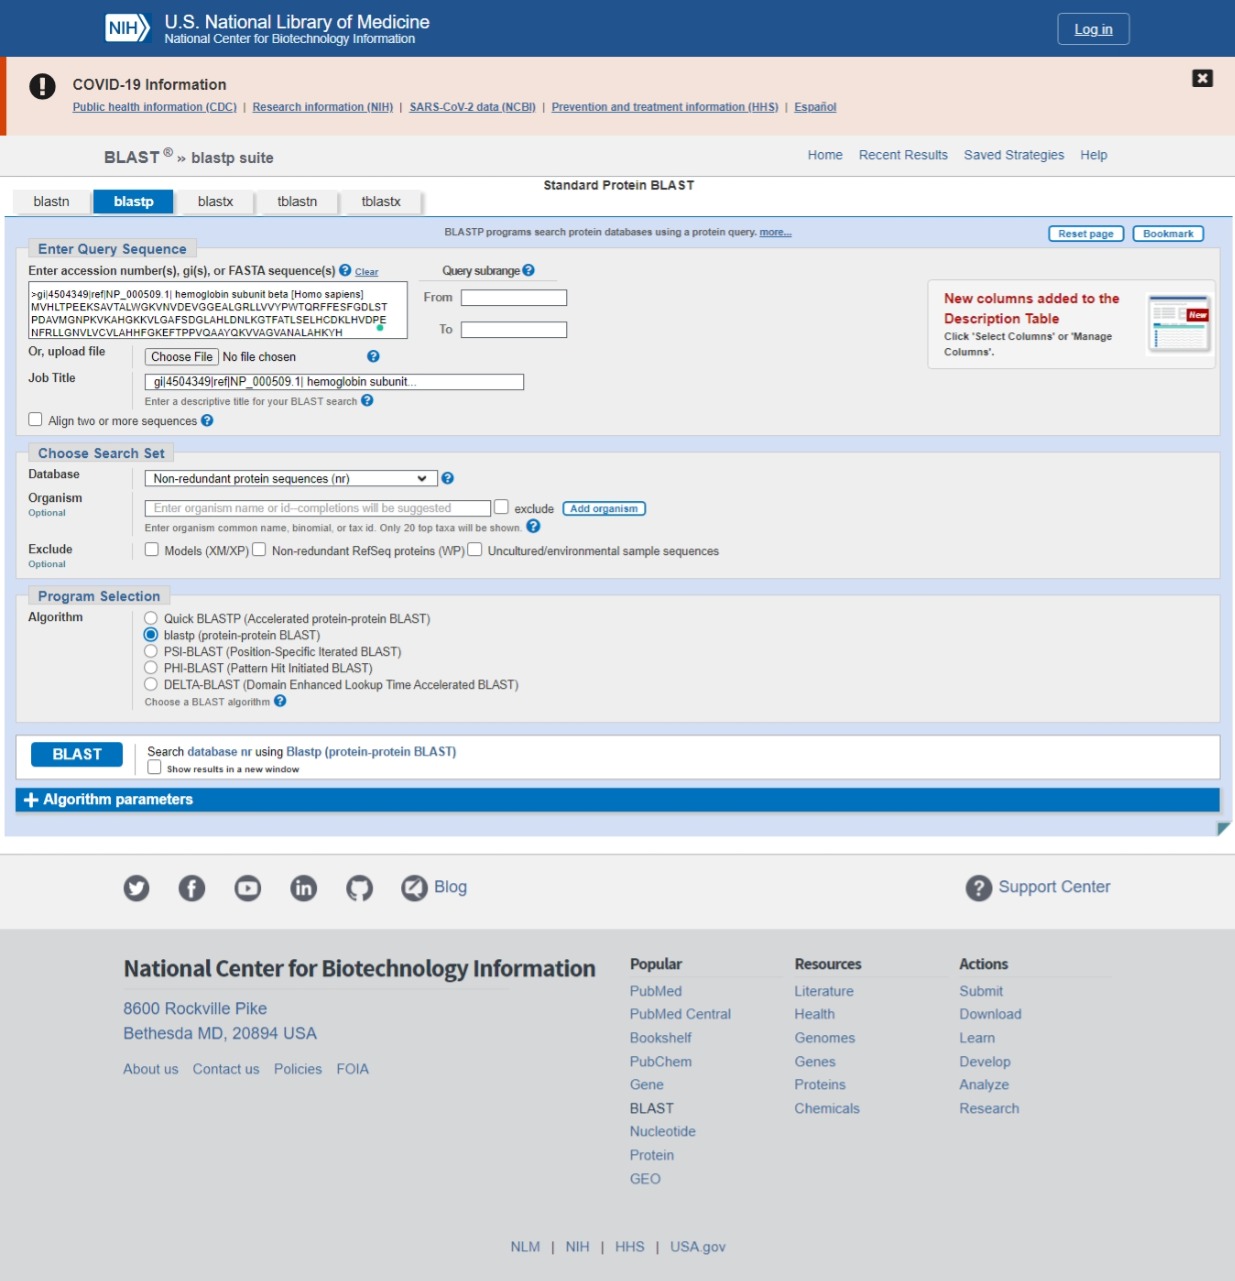 NIH U.S. National Library of Medicine
National Center for Biotechnology Information
Log in
COVID-19 Information
Public health information (CDC) | Research information (NIH) | SARS-CoV-2 data (NCBI) | Prevention and treatment information (HHS) | Español
BLAST ® » blastp suite
Home Recent Results Saved Strategies Help
Standard Protein BLAST
blastn blastp blastx tblastn tblastx
BLASTP programs search protein databases using a protein query. more...
Reset page Bookmark
Enter Query Sequence
Enter accession number(s), gi(s), or FASTA sequence(s) Clear
>gi|4504349|ref|NP_000509.1| hemoglobin subunit beta [Homo sapiens]
MVHLTPEEKSAVTALWGKVNVDEVGGEALGRLLVVYPWTQRFFESFGDLST
PDAVMGNPKVKAHGKKVLGAFSDGLAHLDNLKGTFATLSELHCDKLHVDPE
NFRLLGNVLVCVLAHHFGKEFTPPVQAAYQKVVAGVANALAHKYH
Query subrange
From
To
New columns added to the
Description Table
Click 'Select Columns' or 'Manage
Columns'.
New
Or, upload file
Choose File No file chosen
Job Title
gi|4504349|ref|NP_000509.1| hemoglobin subunit...
Enter a descriptive title for your BLAST search
Align two or more sequences
Choose Search Set
Database
Non-redundant protein sequences (nr)
Organism
Optional
Enter organism name or id--completions will be suggested
exclude
Add organism
Enter organism common name, binomial, or tax id. Only 20 top taxa will be shown.
Exclude
Optional
Models (XM/XP) Non-redundant RefSeq proteins (WP) Uncultured/environmental sample sequences
Program Selection
Algorithm
Quick BLASTP (Accelerated protein-protein BLAST)
blastp (protein-protein BLAST)
PSI-BLAST (Position-Specific Iterated BLAST)
PHI-BLAST (Pattern Hit Initiated BLAST)
DELTA-BLAST (Domain Enhanced Lookup Time Accelerated BLAST)
Choose a BLAST algorithm
BLAST
Search database nr using Blastp (protein-protein BLAST)
Show results in a new window
+ Algorithm parameters
Blog
Support Center
National Center for Biotechnology Information
8600 Rockville Pike
Bethesda MD, 20894 USA
About us Contact us Policies FOIA
Popular
PubMed
PubMed Central
Bookshelf
PubChem
Gene
BLAST
Nucleotide
Protein
GEO
Resources
Literature
Health
Genomes
Genes
Proteins
Chemicals
Actions
Submit
Download
Learn
Develop
Analyze
Research
NLM | NIH | HHS | USA.gov